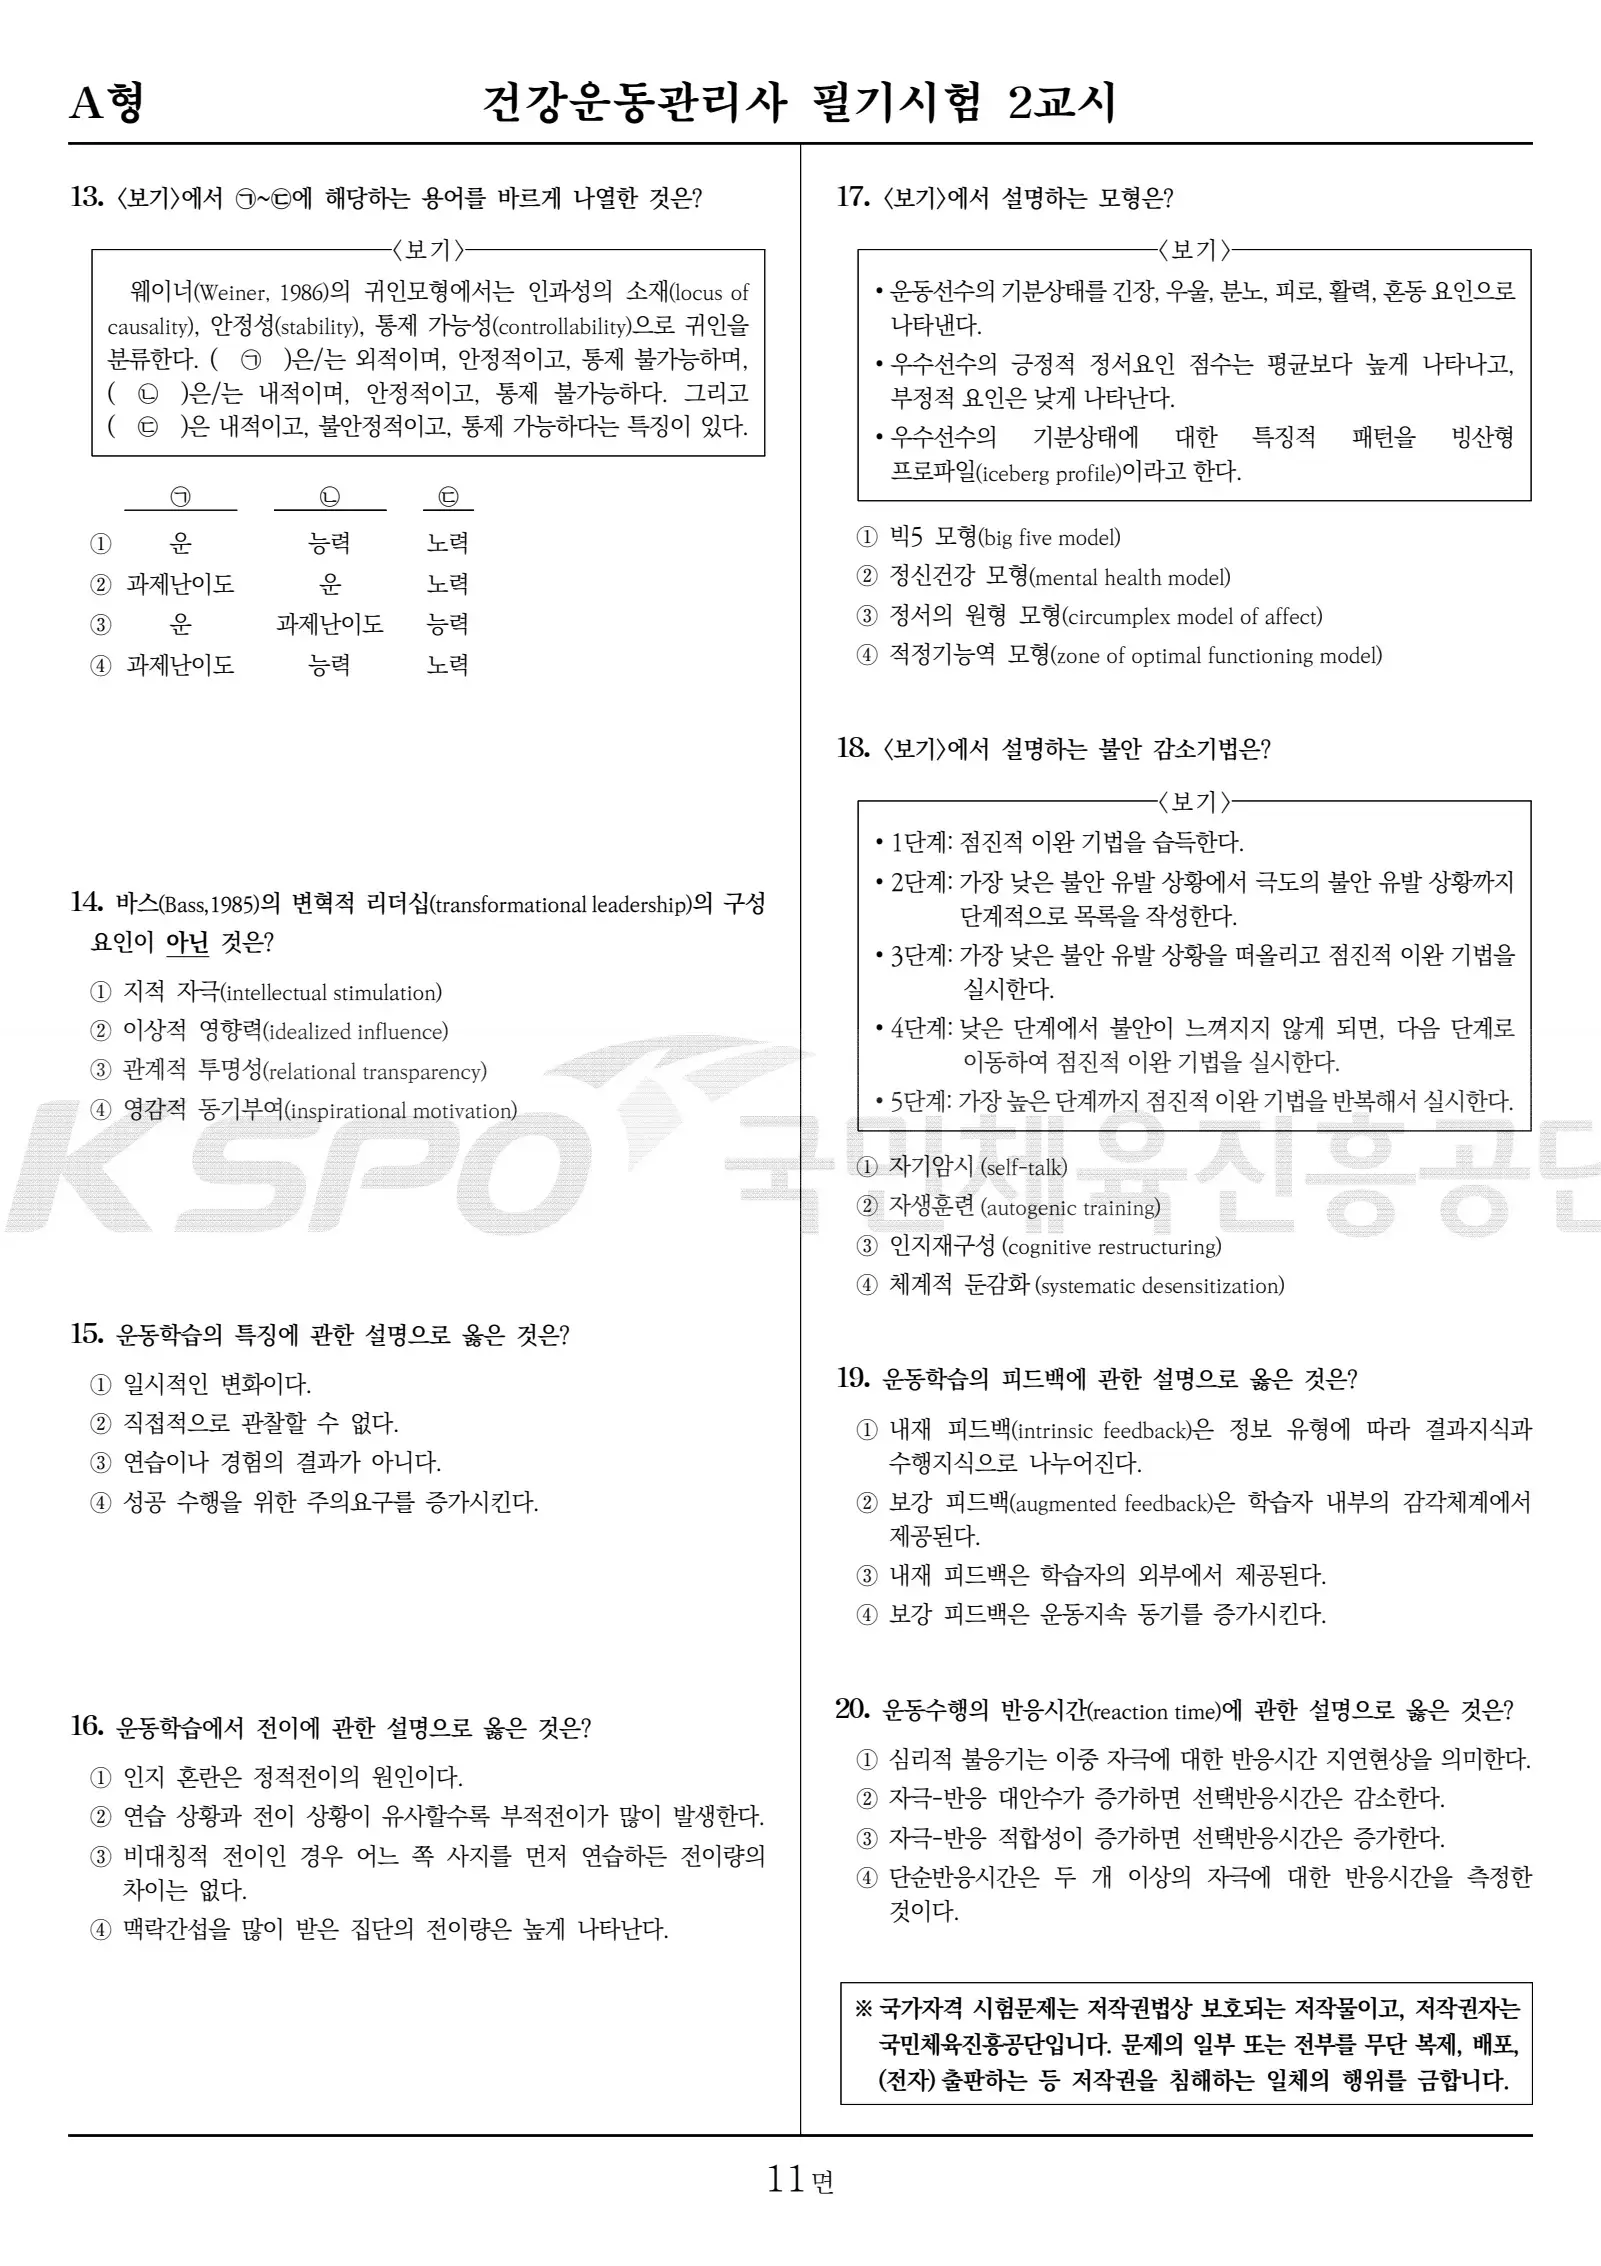 A형
건강운동관리사 필기시험 2교시
13. 〈보기〉에서 ㉠~㉢에 해당하는 용어를 바르게 나열한 것은?
〈보기〉
웨이너(Weiner, 1986)의 귀인모형에서는 인과성의 소재(locus of
causality), 안정성(stability), 통제 가능성(controllability)으로 귀인을
분류한다. ( ㉠ )은/는 외적이며, 안정적이고, 통제 불가능하며,
( ㉡ )은/는 내적이며, 안정적이고, 통제 불가능하다. 그리고
( ㉢ )은 내적이고, 불안정적이고, 통제 가능하다는 특징이 있다.
㉠ ㉡ ㉢
① 운 능력 노력
② 과제난이도 운 노력
③ 운 과제난이도 능력
④ 과제난이도 능력 노력
14. 바스(Bass,1985)의 변혁적 리더십(transformational leadership)의 구성
요인이 아닌 것은?
① 지적 자극(intellectual stimulation)
② 이상적 영향력(idealized influence)
③ 관계적 투명성(relational transparency)
④ 영감적 동기부여(inspirational motivation)
15. 운동학습의 특징에 관한 설명으로 옳은 것은?
① 일시적인 변화이다.
② 직접적으로 관찰할 수 없다.
③ 연습이나 경험의 결과가 아니다.
④ 성공 수행을 위한 주의요구를 증가시킨다.
16. 운동학습에서 전이에 관한 설명으로 옳은 것은?
① 인지 혼란은 정적전이의 원인이다.
② 연습 상황과 전이 상황이 유사할수록 부적전이가 많이 발생한다.
③ 비대칭적 전이인 경우 어느 쪽 사지를 먼저 연습하든 전이량의
차이는 없다.
④ 맥락간섭을 많이 받은 집단의 전이량은 높게 나타난다.
17. 〈보기〉에서 설명하는 모형은?
〈보기〉
• 운동선수의 기분상태를 긴장, 우울, 분노, 피로, 활력, 혼동 요인으로
나타낸다.
• 우수선수의 긍정적 정서요인 점수는 평균보다 높게 나타나고,
부정적 요인은 낮게 나타난다.
• 우수선수의 기분상태에 대한 특징적 패턴을 빙산형
프로파일(iceberg profile)이라고 한다.
① 빅5 모형(big five model)
② 정신건강 모형(mental health model)
③ 정서의 원형 모형(circumplex model of affect)
④ 적정기능역 모형(zone of optimal functioning model)
18. 〈보기〉에서 설명하는 불안 감소기법은?
〈보기〉
• 1단계: 점진적 이완 기법을 습득한다.
• 2단계: 가장 낮은 불안 유발 상황에서 극도의 불안 유발 상황까지
단계적으로 목록을 작성한다.
• 3단계: 가장 낮은 불안 유발 상황을 떠올리고 점진적 이완 기법을
실시한다.
• 4단계: 낮은 단계에서 불안이 느껴지지 않게 되면, 다음 단계로
이동하여 점진적 이완 기법을 실시한다.
• 5단계: 가장 높은 단계까지 점진적 이완 기법을 반복해서 실시한다.
① 자기암시 (self-talk)
② 자생훈련 (autogenic training)
③ 인지재구성 (cognitive restructuring)
④ 체계적 둔감화 (systematic desensitization)
19. 운동학습의 피드백에 관한 설명으로 옳은 것은?
① 내재 피드백(intrinsic feedback)은 정보 유형에 따라 결과지식과
수행지식으로 나누어진다.
② 보강 피드백(augmented feedback)은 학습자 내부의 감각체계에서
제공된다.
③ 내재 피드백은 학습자의 외부에서 제공된다.
④ 보강 피드백은 운동지속 동기를 증가시킨다.
20. 운동수행의 반응시간(reaction time)에 관한 설명으로 옳은 것은?
① 심리적 불응기는 이중 자극에 대한 반응시간 지연현상을 의미한다.
② 자극-반응 대안수가 증가하면 선택반응시간은 감소한다.
③ 자극-반응 적합성이 증가하면 선택반응시간은 증가한다.
④ 단순반응시간은 두 개 이상의 자극에 대한 반응시간을 측정한
것이다.
※ 국가자격 시험문제는 저작권법상 보호되는 저작물이고, 저작권자는
국민체육진흥공단입니다. 문제의 일부 또는 전부를 무단 복제, 배포,
(전자) 출판하는 등 저작권을 침해하는 일체의 행위를 금합니다.
KSPO 국민체육진흥공단
11 면